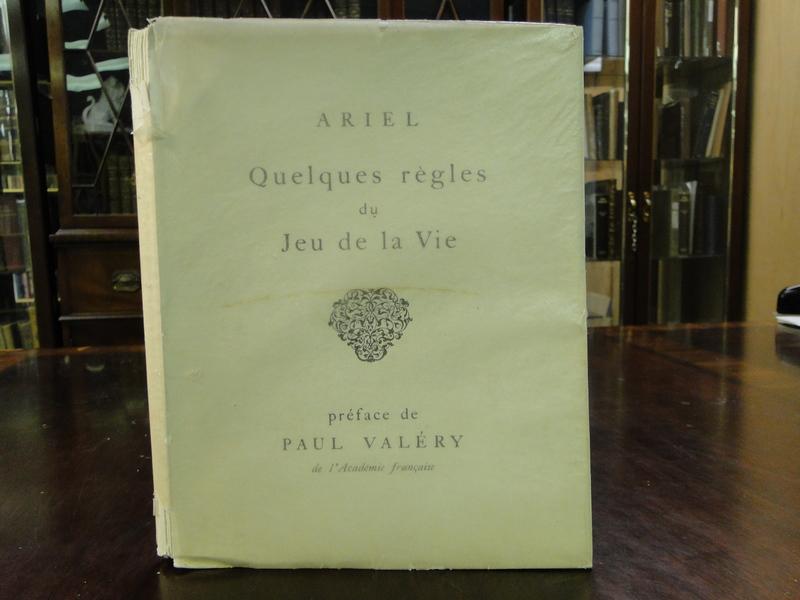 ARIEL
Quelques règles
du
Jeu de la Vie
préface de
PAUL VALÉRY
de l'Académie française